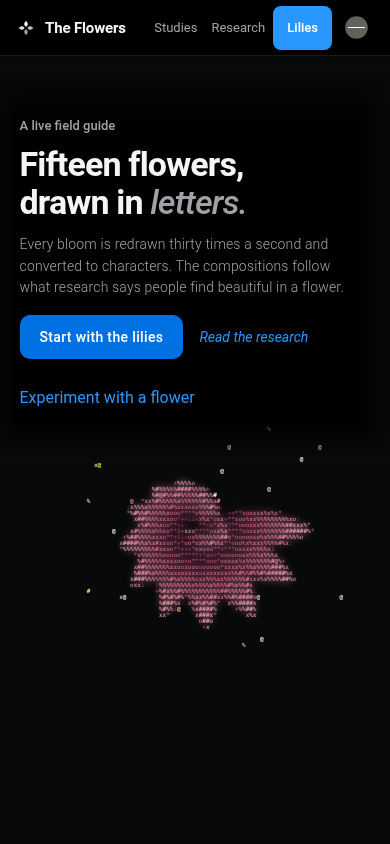 The Flowers
Studies
Research
Lilies
A live field guide
Fifteen flowers,
drawn in letters.
Every bloom is redrawn thirty times a second and
converted to characters. The compositions follow
what research says people find beautiful in a flower.
Start with the lilies
Read the research
Experiment with a flower